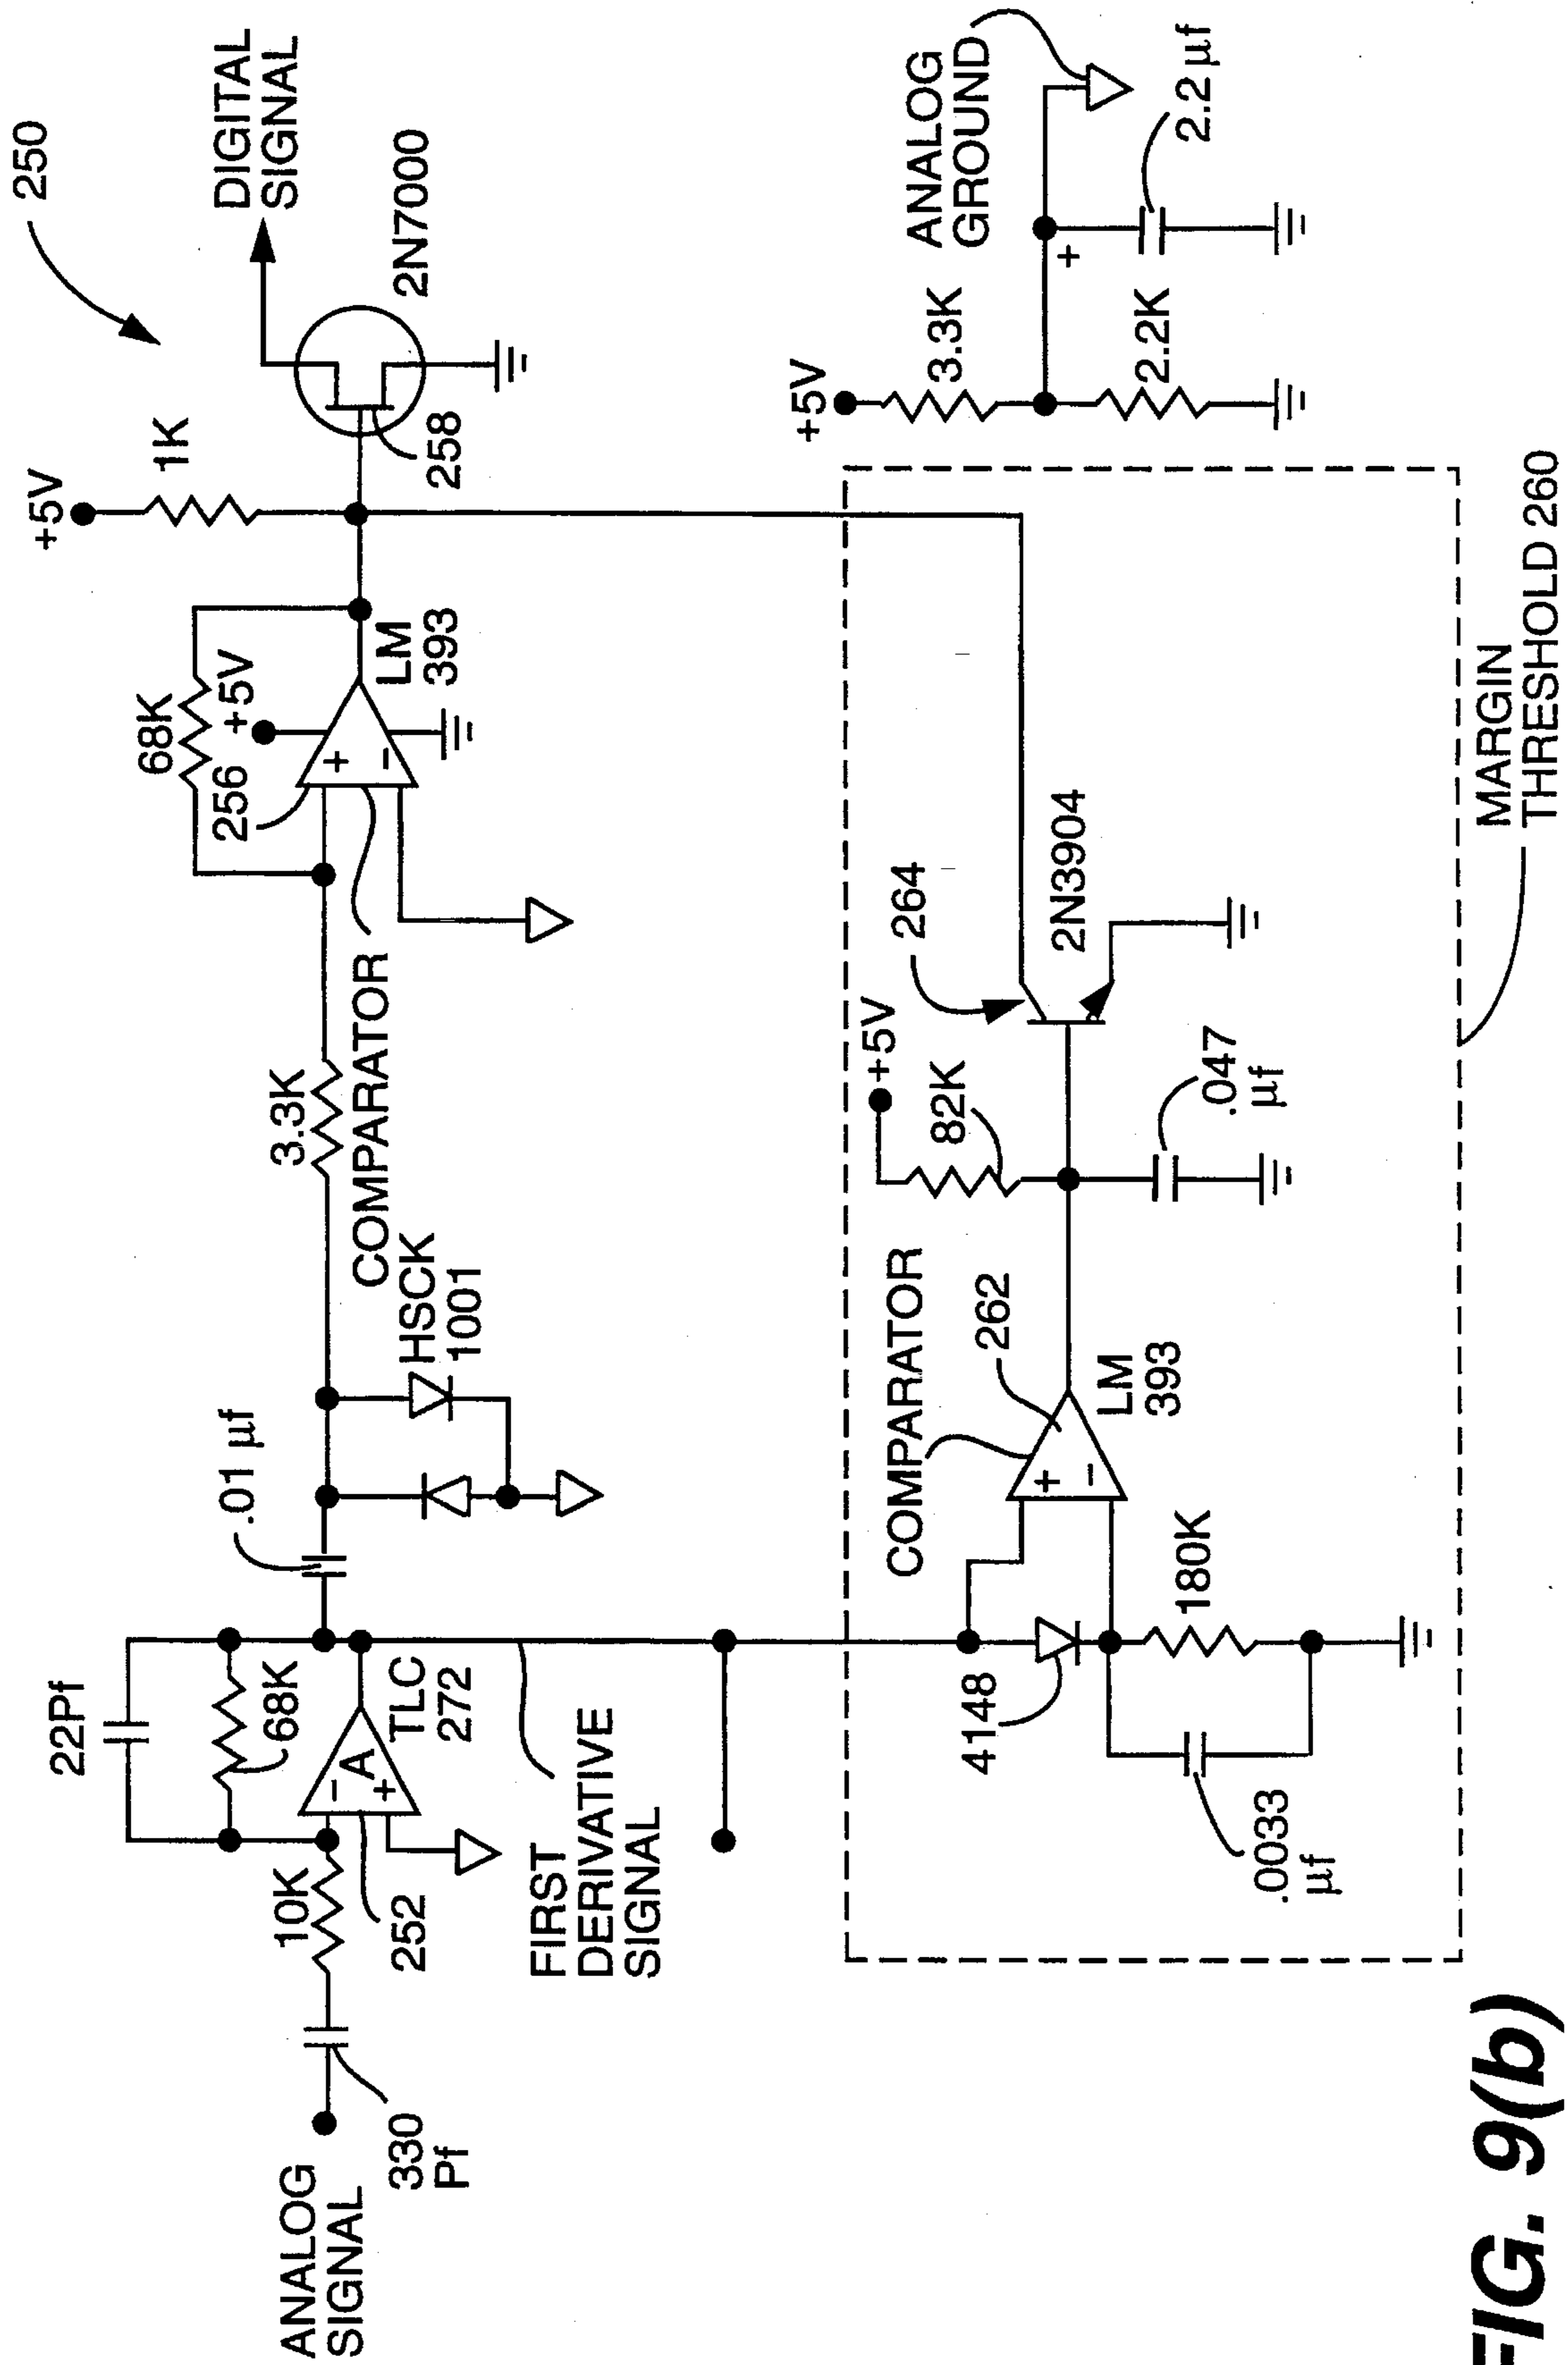 250
+5V
1K
DIGITAL
SIGNAL
2N7000
258
22Pf
68K
68K
+5V
256
+
-
LM
393
.01 µf
3.3K
COMPARATOR
HSCK
1001
ANALOG
SIGNAL
330
Pf
10K
-
A
+
TLC
272
252
FIRST
DERIVATIVE
SIGNAL
+5V
3.3K
2.2K
+
ANALOG
GROUND
2.2 µf
COMPARATOR
262
+
-
LM
393
4148
180K
.0033
µf
+5V
82K
264
2N3904
.047
µf
MARGIN
THRESHOLD 260
FIG. 9(b)